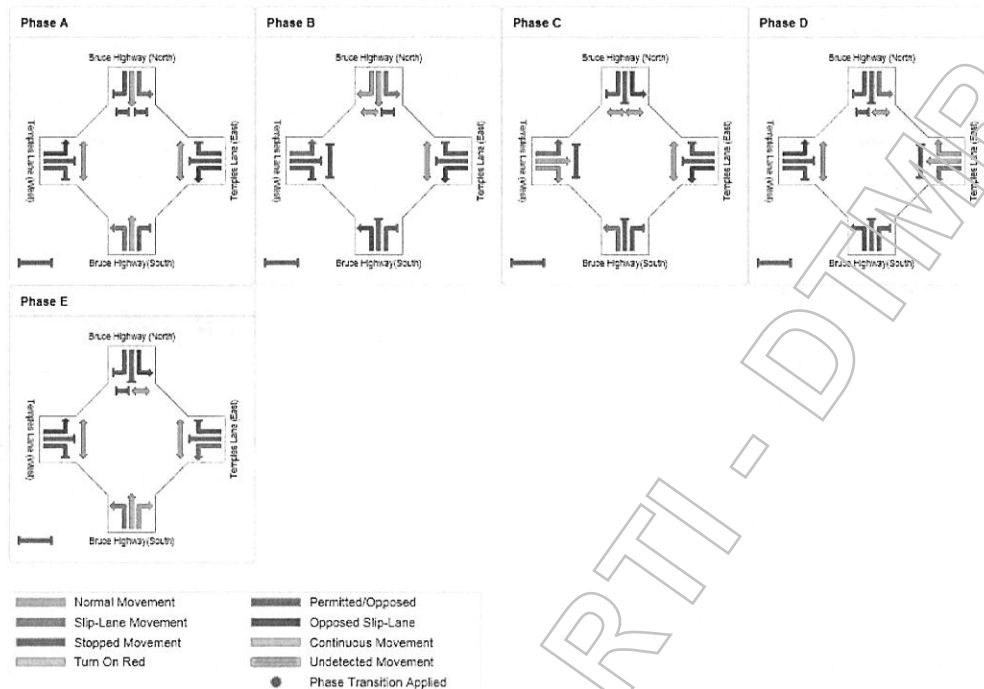 Phase A
Bruce Highway (North)
Temples Lane (West)
Temples Lane (East)
Bruce Highway(South)
Phase B
Bruce Highway (North)
Temples Lane (West)
Temples Lane (East)
Bruce Highway(South)
Phase C
Bruce Highway (North)
Temples Lane (West)
Temples Lane (East)
Bruce Highway(South)
Phase D
Bruce Highway (North)
Temples Lane (West)
Temples Lane (East)
Bruce Highway(South)
Phase E
Bruce Highway (North)
Temples Lane (West)
Temples Lane (East)
Bruce Highway(South)
Normal Movement
Slip-Lane Movement
Stopped Movement
Turn On Red
Permitted/Opposed
Opposed Slip-Lane
Continuous Movement
Undetected Movement
Phase Transition Applied
RTI - DTMR